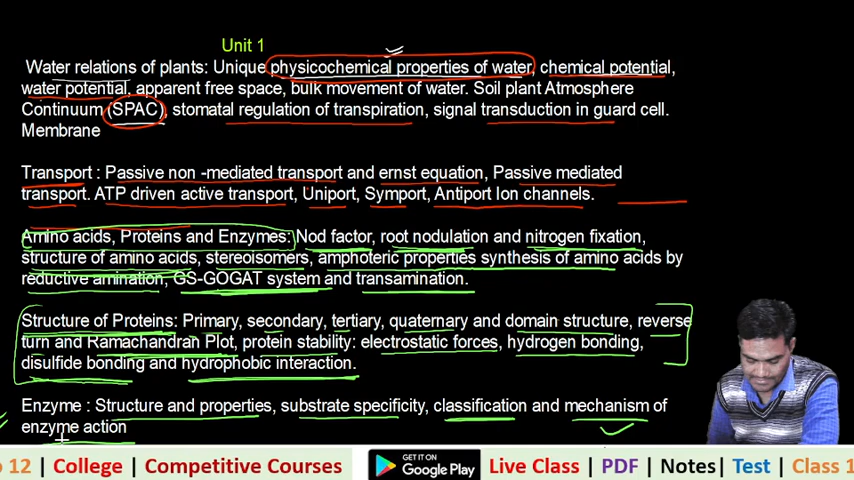 Unit 1
Water relations of plants: Unique physicochemical properties of water, chemical potential,
water potential, apparent free space, bulk movement of water. Soil plant Atmosphere
Continuum (SPAC), stomatal regulation of transpiration, signal transduction in guard cell.
Membrane
Transport : Passive non -mediated transport and ernst equation, Passive mediated
transport. ATP driven active transport, Uniport, Symport, Antiport Ion channels.
Amino acids, Proteins and Enzymes: Nod factor, root nodulation and nitrogen fixation,
structure of amino acids, stereoisomers, amphoteric properties synthesis of amino acids by
reductive amination, GS-GOGAT system and transamination.
Structure of Proteins: Primary, secondary, tertiary, quaternary and domain structure, reverse
turn and Ramachandran Plot, protein stability: electrostatic forces, hydrogen bonding,
disulfide bonding and hydrophobic interaction.
Enzyme : Structure and properties, substrate specificity, classification and mechanism of
enzyme action
o 12 | College | Competitive Courses GET IT ON Google Play Live Class | PDF | Notes| Test | Class 1